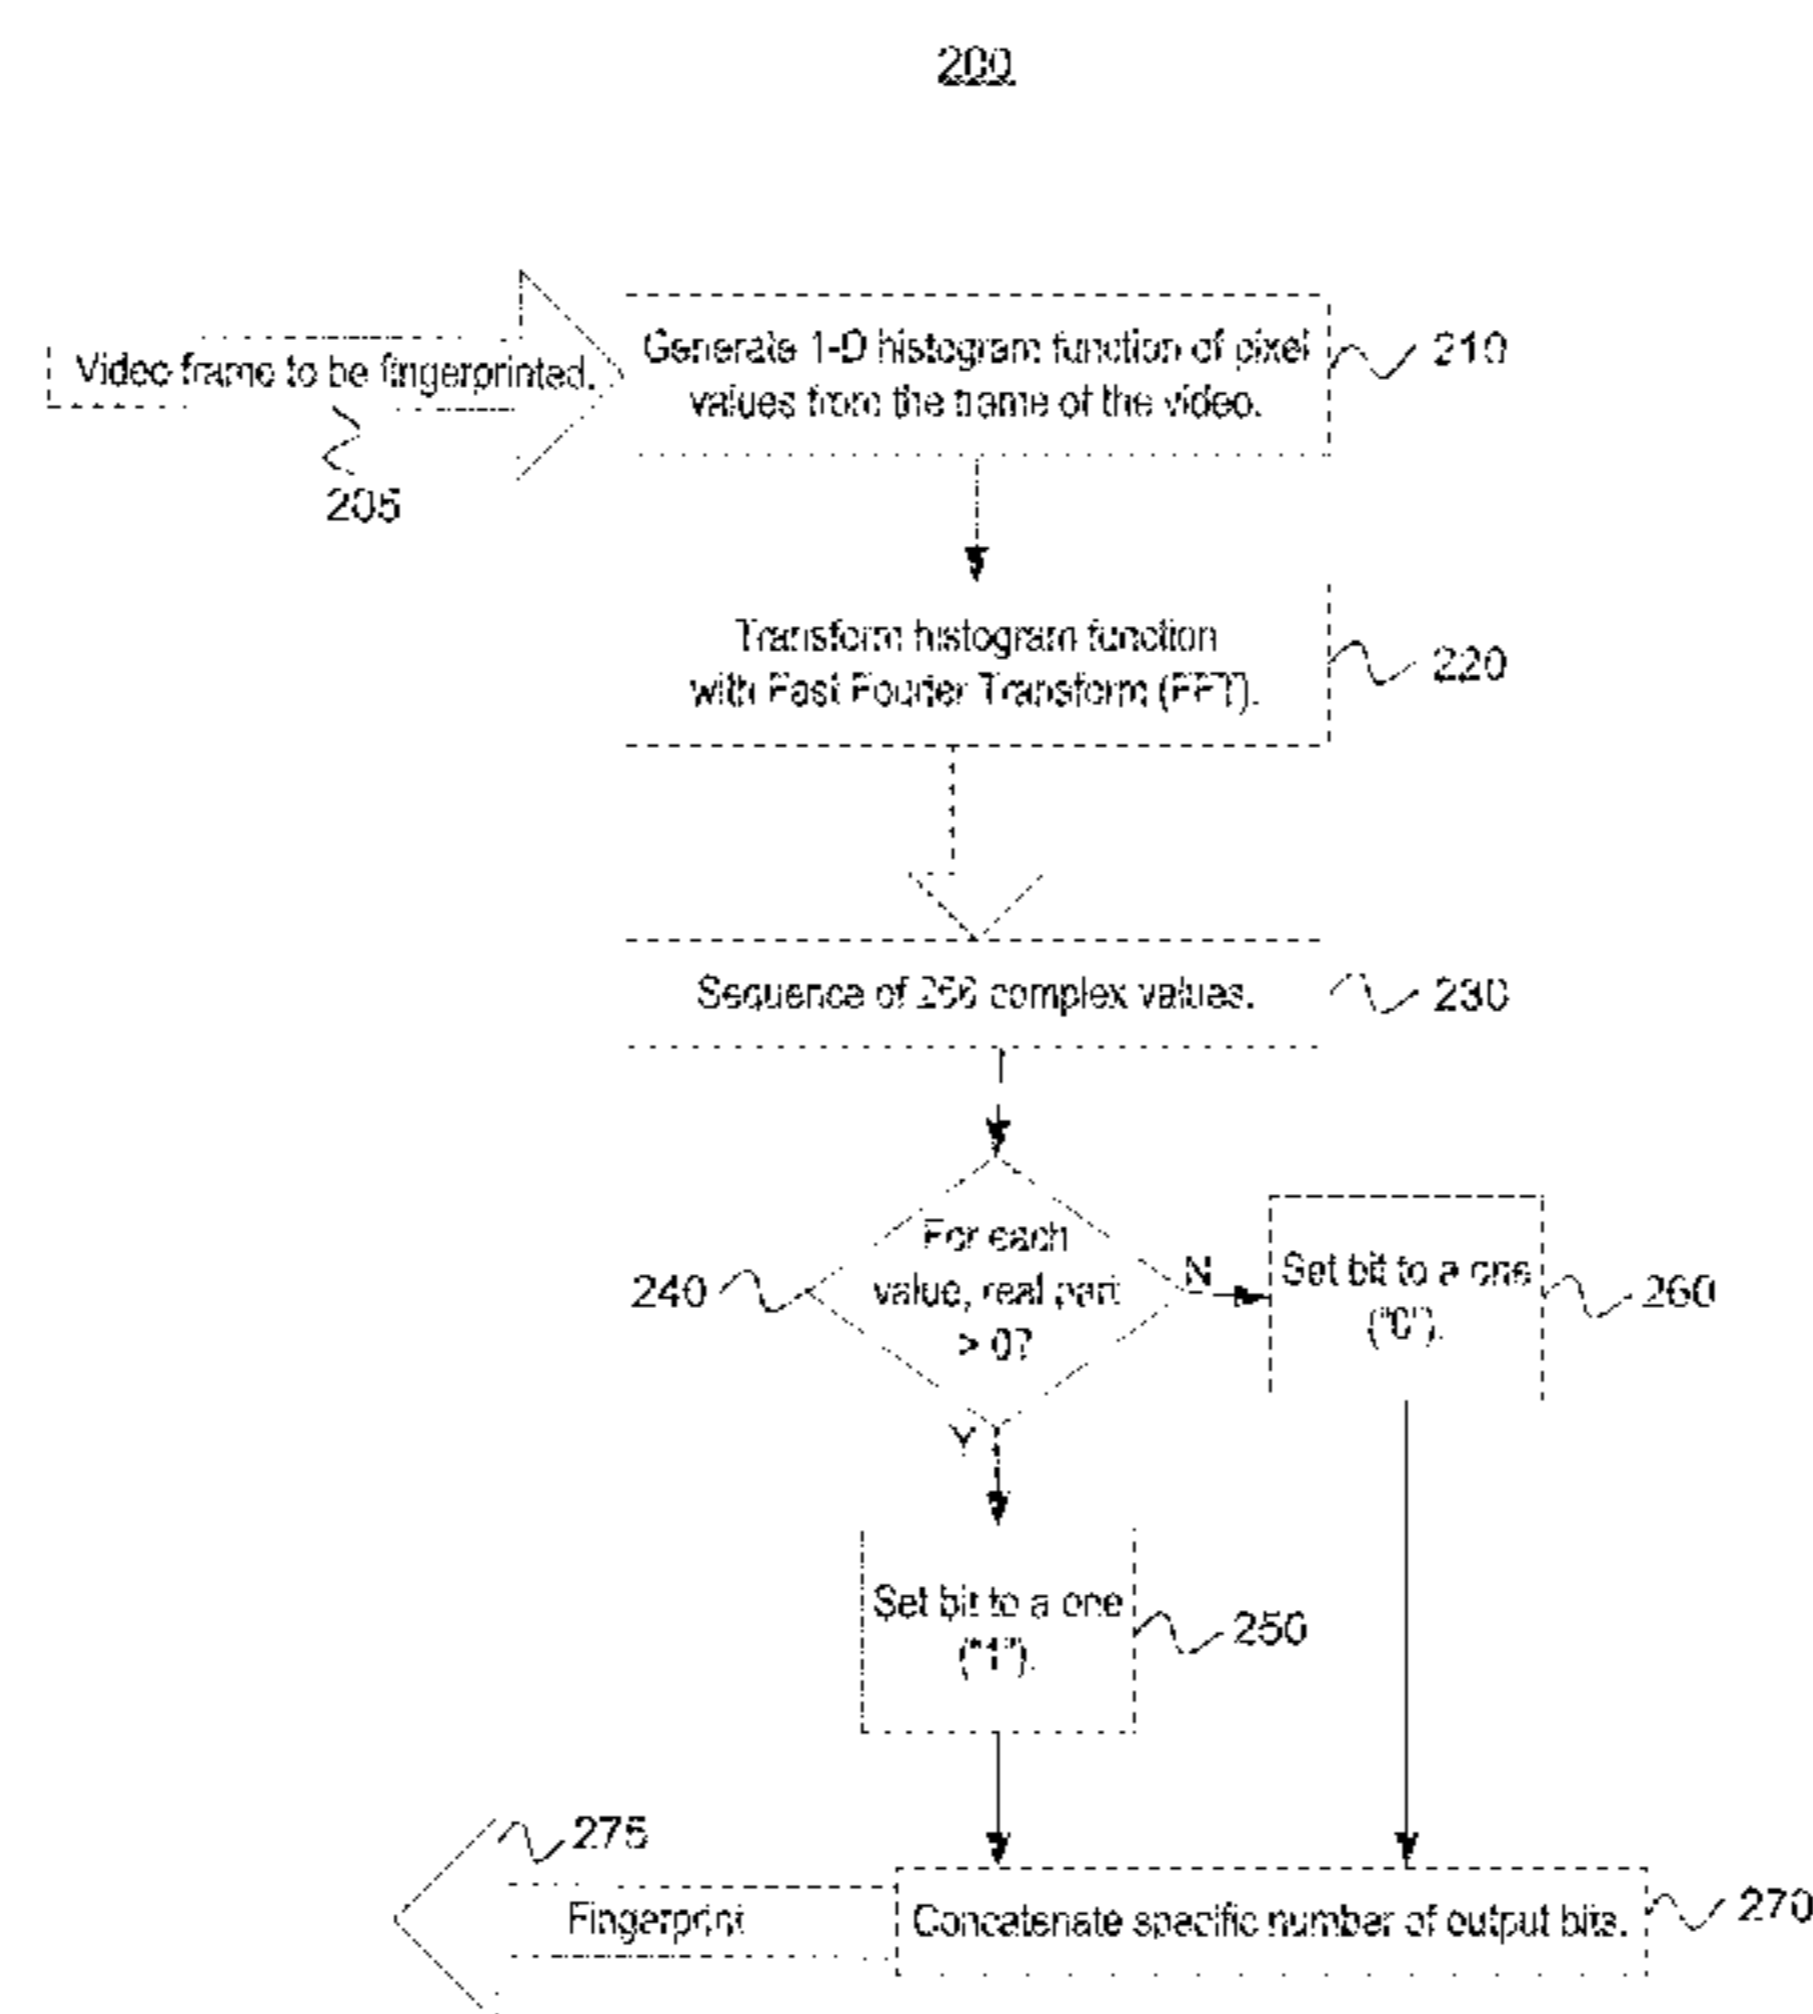 200
Video frame to be fingerprinted.
205
Generate 1-D histogram function of pixel
values from the frame of the video.
210
Transform histogram function
with Fast Fourier Transform (FFT).
220
Sequence of 256 complex values.
230
For each
value, real part
> 0?
240
N
Set bit to a one
("0").
260
Y
Set bit to a one
("1").
250
275
Fingerprint
Concatenate specific number of output bits.
270